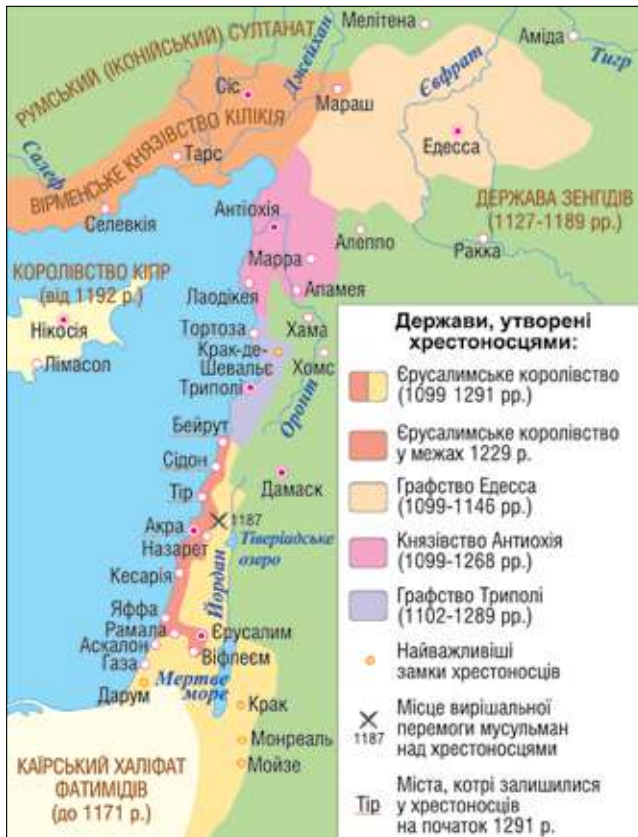 Мелітена
Аміда
РУМСЬКИЙ (ІКОНІЙСЬКИЙ) СУЛТАНАТ
Джейхан
Євфрат
Тигр
Сіс
Мараш
ВІРМЕНСЬКЕ КНЯЗІВСТВО КІЛІКІЯ
Салеф
Тарс
Едесса
Селевкія
Антіохія
ДЕРЖАВА ЗЕНГІДІВ
(1127-1189 рр.)
Алеппо
Ракка
Марра
КОРОЛІВСТВО КІПР
(від 1192 р.)
Лаодікея
Апамея
Нікосія
Лімасол
Тортоза
Хама
Крак-де-
Шевальє
Хомс
Триполі
Оронт
Бейрут
Сідон
Дамаск
Тір
Акра
1187
Назарет
Тіверіадське
озеро
Кесарія
Йордан
Яффа
Рамала
Єрусалим
Аскалон
Віфлеєм
Газа
Дарум
Мертве
море
Крак
Монреаль
Мойзе
КАЇРСЬКИЙ ХАЛІФАТ
ФАТИМІДІВ
(до 1171 р.)
Держави, утворені
хрестоносцями:
Єрусалимське королівство
(1099 1291 рр.)
Єрусалимське королівство
у межах 1229 р.
Графство Едесса
(1099-1146 рр.)
Князівство Антиохія
(1099-1268 рр.)
Графство Триполі
(1102-1289 рр.)
Найважливіші
замки хрестоносців
1187
Місце вирішальної
перемоги мусульман
над хрестоносцями
Тір
Міста, котрі залишилися
у хрестоносців
на початок 1291 р.